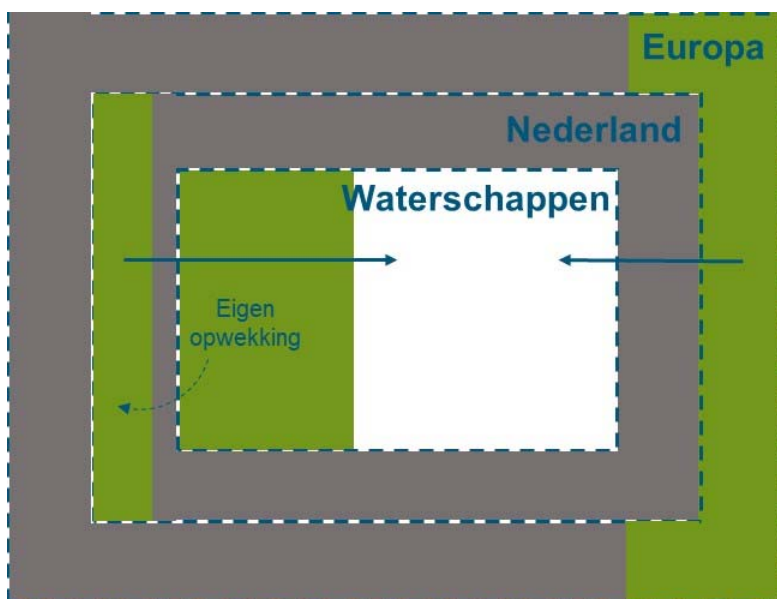 Europa
Nederland
Waterschappen
Eigen
opwekking